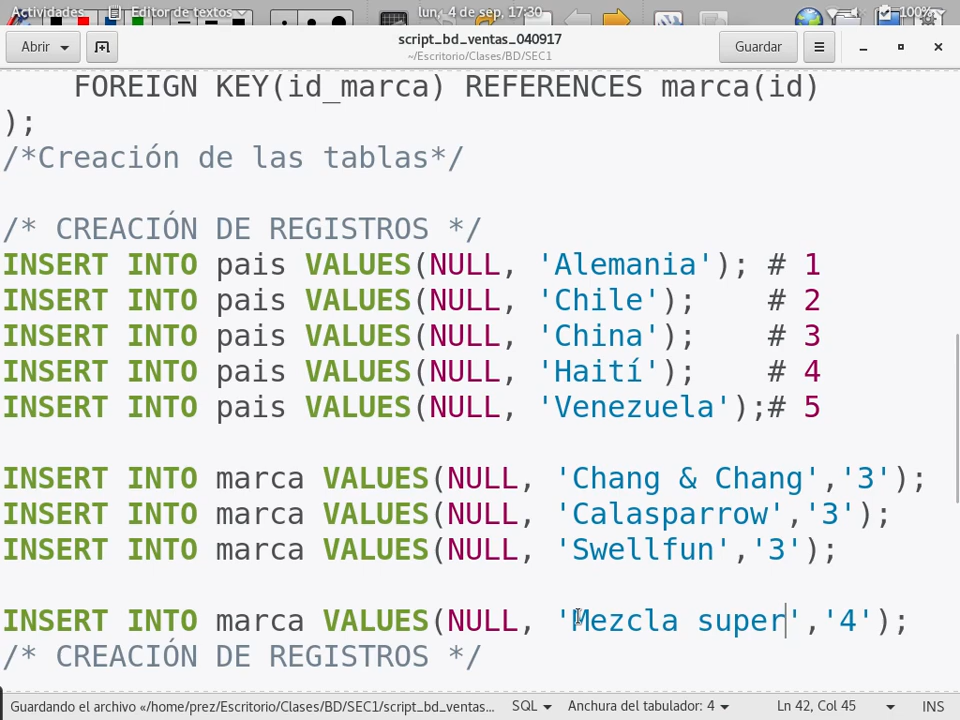 Actividades Editor de textos lun, 4 de sep, 17:30 100%
Abrir script_bd_ventas_040917 Guardar
~/Escritorio/Clases/BD/SEC1
FOREIGN KEY(id_marca) REFERENCES marca(id)
);
/*Creación de las tablas*/
/* CREACIÓN DE REGISTROS */
INSERT INTO pais VALUES(NULL, 'Alemania'); # 1
INSERT INTO pais VALUES(NULL, 'Chile'); # 2
INSERT INTO pais VALUES(NULL, 'China'); # 3
INSERT INTO pais VALUES(NULL, 'Haití'); # 4
INSERT INTO pais VALUES(NULL, 'Venezuela');# 5
INSERT INTO marca VALUES(NULL, 'Chang & Chang','3');
INSERT INTO marca VALUES(NULL, 'Calasparrow','3');
INSERT INTO marca VALUES(NULL, 'Swellfun','3');
INSERT INTO marca VALUES(NULL, 'Mezcla super','4');
/* CREACIÓN DE REGISTROS */
Guardando el archivo «/home/prez/Escritorio/Clases/BD/SEC1/script_bd_ventas... SQL Anchura del tabulador: 4 Ln 42, Col 45 INS